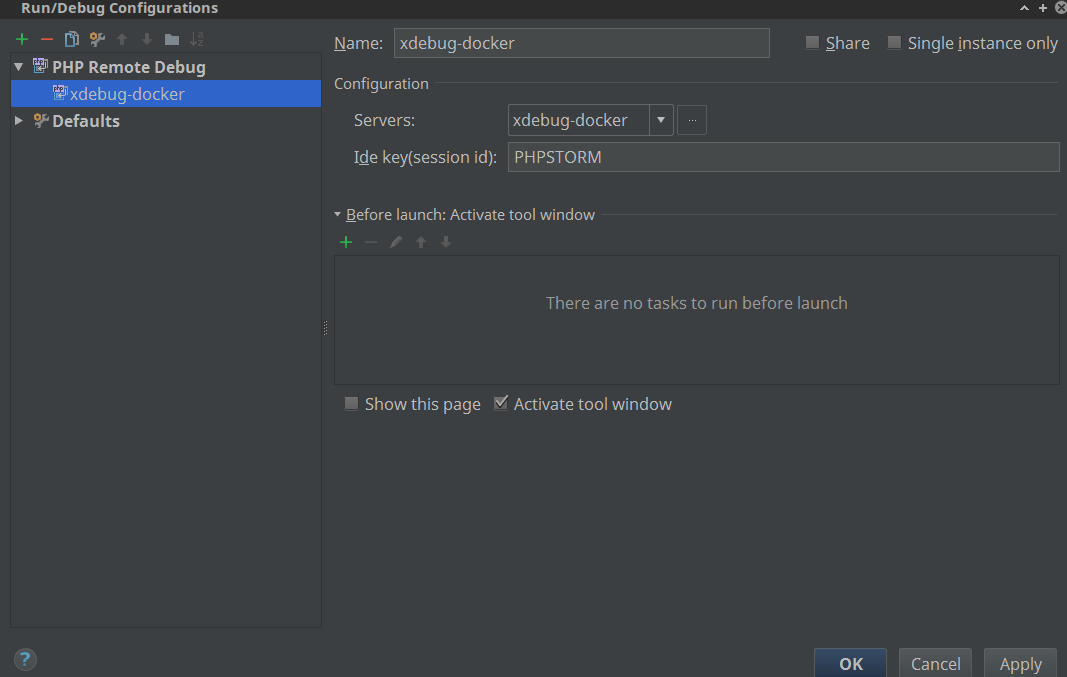 Run/Debug Configurations
Name: xdebug-docker Share Single instance only
PHP Remote Debug
xdebug-docker
Defaults
Configuration
Servers: xdebug-docker ...
Ide key(session id): PHPSTORM
Before launch: Activate tool window
There are no tasks to run before launch
Show this page Activate tool window
? OK Cancel Apply